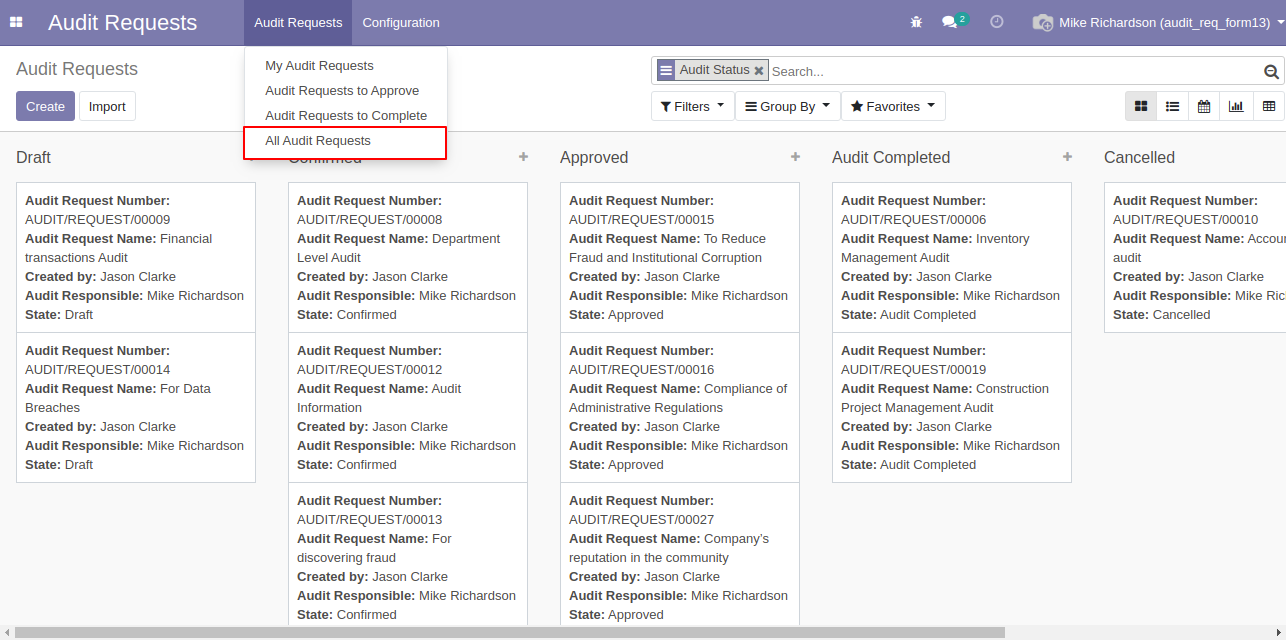 Audit Requests
Audit Requests
Configuration
2
Mike Richardson (audit_req_form13)
My Audit Requests
Audit Requests to Approve
Audit Requests to Complete
All Audit Requests
Audit Requests
Audit Status
Search...
Create
Import
Filters
Group By
Favorites
Draft
Confirmed
Approved
Audit Completed
Cancelled
Audit Request Number:
AUDIT/REQUEST/00009
Audit Request Name: Financial
transactions Audit
Created by: Jason Clarke
Audit Responsible: Mike Richardson
State: Draft
Audit Request Number:
AUDIT/REQUEST/00014
Audit Request Name: For Data
Breaches
Created by: Jason Clarke
Audit Responsible: Mike Richardson
State: Draft
Audit Request Number:
AUDIT/REQUEST/00008
Audit Request Name: Department
Level Audit
Created by: Jason Clarke
Audit Responsible: Mike Richardson
State: Confirmed
Audit Request Number:
AUDIT/REQUEST/00012
Audit Request Name: Audit
Information
Created by: Jason Clarke
Audit Responsible: Mike Richardson
State: Confirmed
Audit Request Number:
AUDIT/REQUEST/00013
Audit Request Name: For
discovering fraud
Created by: Jason Clarke
Audit Responsible: Mike Richardson
State: Confirmed
Audit Request Number:
AUDIT/REQUEST/00015
Audit Request Name: To Reduce
Fraud and Institutional Corruption
Created by: Jason Clarke
Audit Responsible: Mike Richardson
State: Approved
Audit Request Number:
AUDIT/REQUEST/00016
Audit Request Name: Compliance of
Administrative Regulations
Created by: Jason Clarke
Audit Responsible: Mike Richardson
State: Approved
Audit Request Number:
AUDIT/REQUEST/00027
Audit Request Name: Company's
reputation in the community
Created by: Jason Clarke
Audit Responsible: Mike Richardson
State: Approved
Audit Request Number:
AUDIT/REQUEST/00006
Audit Request Name: Inventory
Management Audit
Created by: Jason Clarke
Audit Responsible: Mike Richardson
State: Audit Completed
Audit Request Number:
AUDIT/REQUEST/00019
Audit Request Name: Construction
Project Management Audit
Created by: Jason Clarke
Audit Responsible: Mike Richardson
State: Audit Completed
Audit Request Number:
AUDIT/REQUEST/00010
Audit Request Name: Accou
audit
Created by: Jason Clarke
Audit Responsible: Mike Ric
State: Cancelled